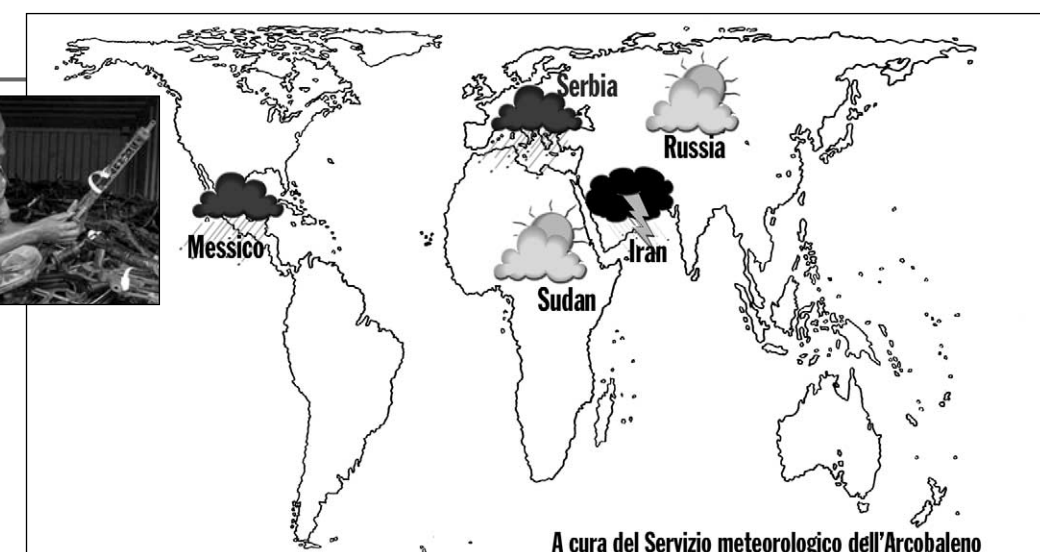 Serbia
Russia
Messico
Iran
Sudan
A cura del Servizio meteorologico dell'Arcobaleno